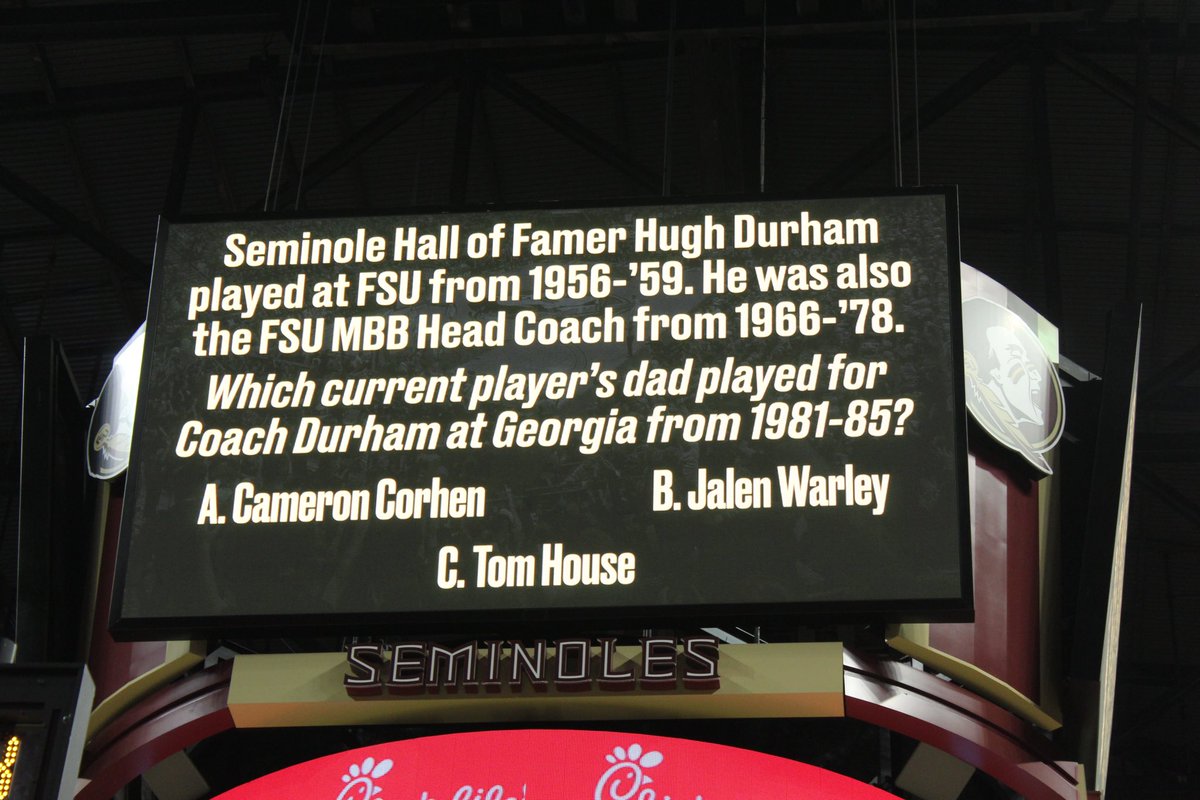 Seminole Hall of Famer Hugh Durham
played at FSU from 1956-’59. He was also
the FSU MBB Head Coach from 1966-’78.
Which current player’s dad played for
Coach Durham at Georgia from 1981-85?
A. Cameron Corhen
B. Jalen Warley
C. Tom House
SEMINOLES